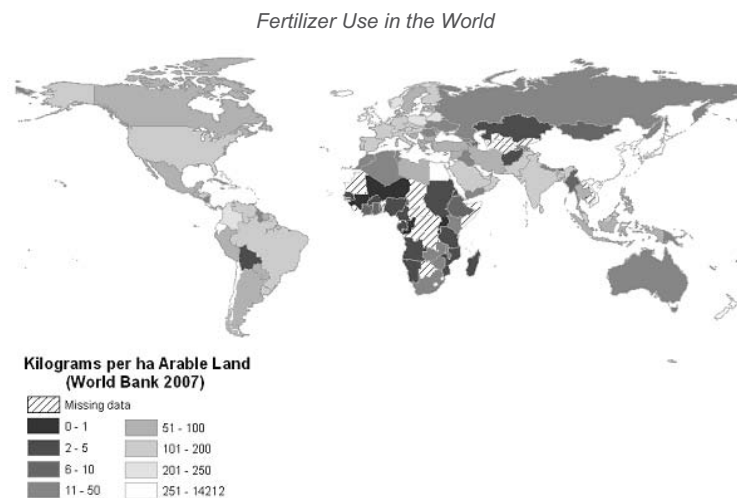 Fertilizer Use in the World
Kilograms per ha Arable Land
(World Bank 2007)
Missing data
0 - 1
2 - 5
6 - 10
11 - 50
51 - 100
101 - 200
201 - 250
251 - 14212